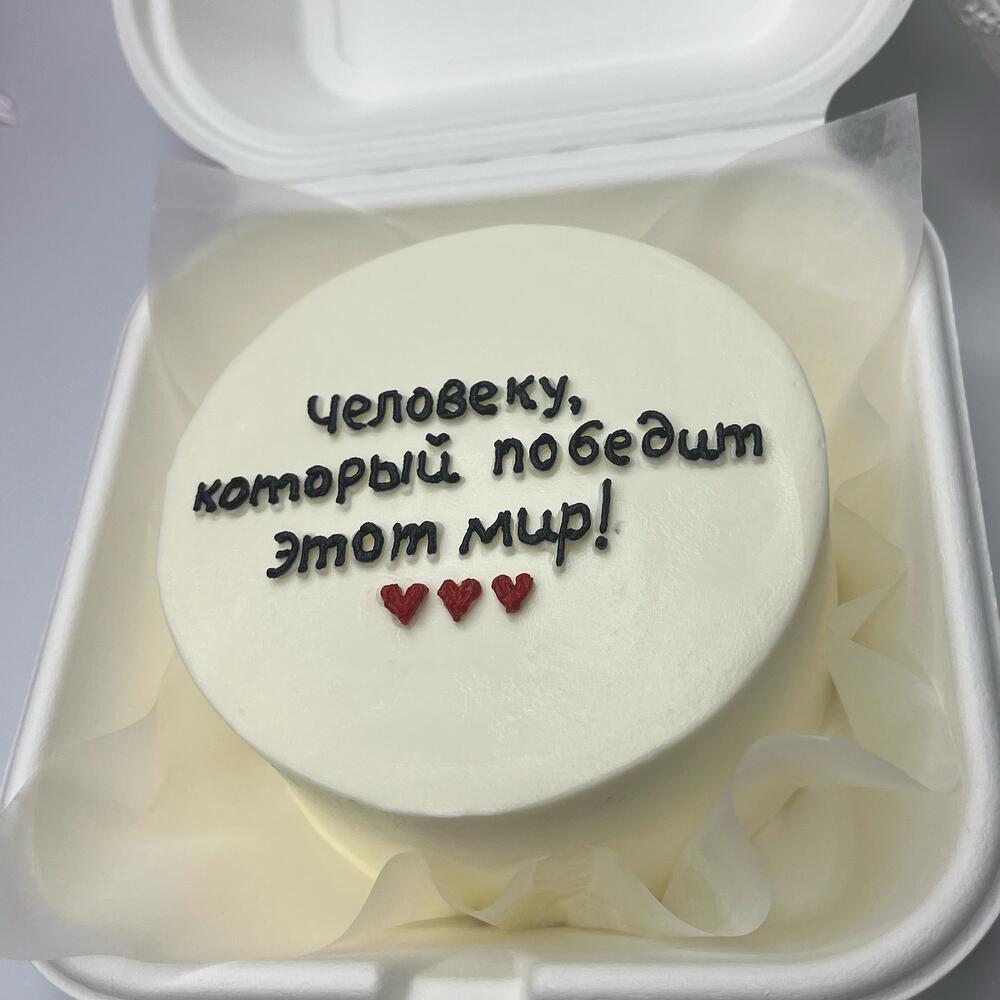 человеку,
который победит
этот мир!